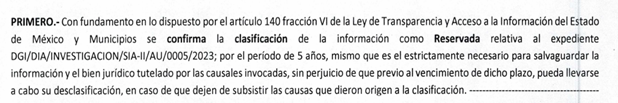 PRIMERO.- Con fundamento en lo dispuesto por el artículo 140 fracción VI de la Ley de Transparencia y Acceso a la Información del Estado
de México y Municipios se confirma la clasificación de la información como Reservada relativa al expediente
DGI/DIA/INVESTIGACION/SIA-II/AU/0005/2023; por el período de 5 años, mismo que es el estrictamente necesario para salvaguardar la
información y el bien jurídico tutelado por las causales invocadas, sin perjuicio de que previo al vencimiento de dicho plazo, pueda llevarse
a cabo su desclasificación, en caso de que dejen de subsistir las causas que dieron origen a la clasificación. ----------------------------------------